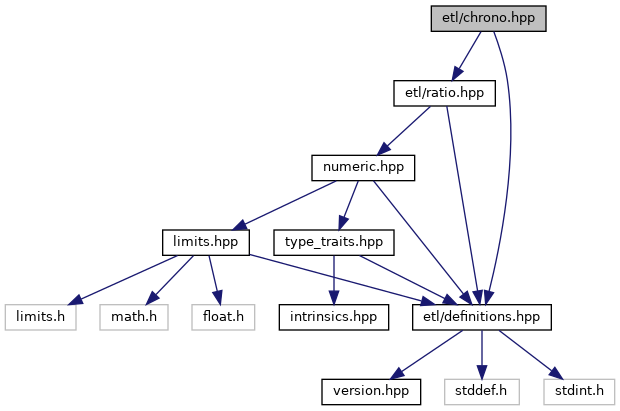 etl/chrono.hpp
etl/ratio.hpp
numeric.hpp
limits.hpp
type_traits.hpp
limits.h
math.h
float.h
intrinsics.hpp
etl/definitions.hpp
version.hpp
stddef.h
stdint.h